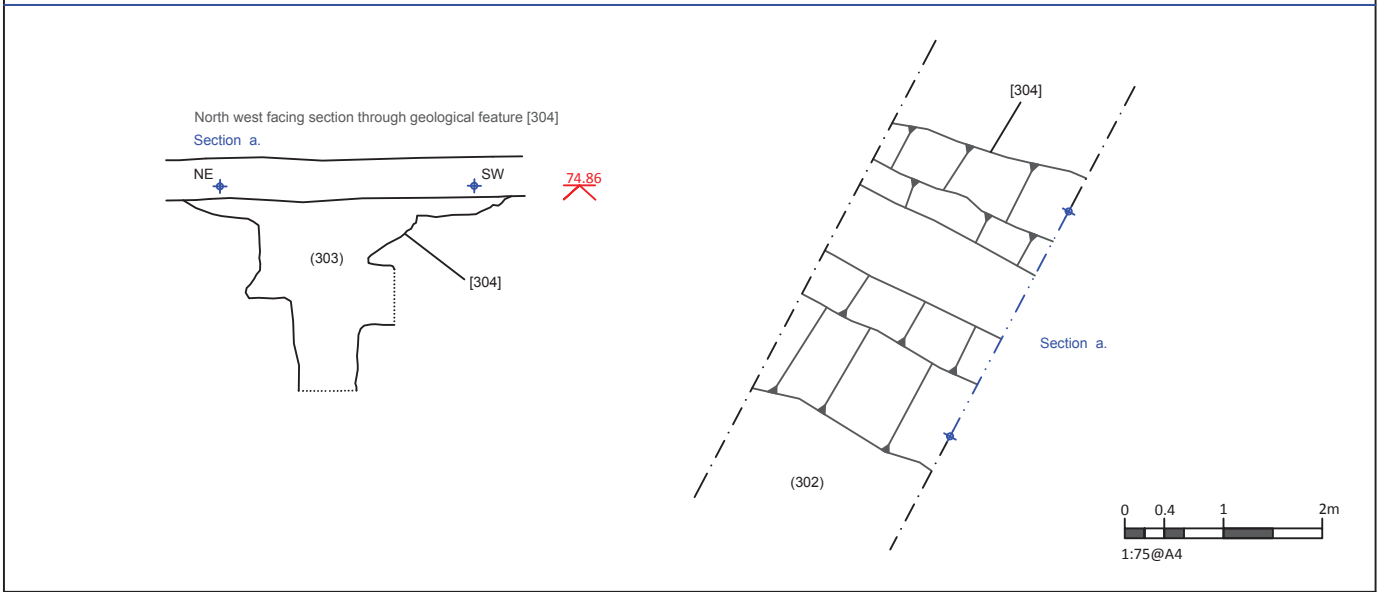 North west facing section through geological feature [304]
Section a.
NE
SW
74.86
(303)
[304]
[304]
Section a.
(302)
0 0.4 1 2m
1:75@A4